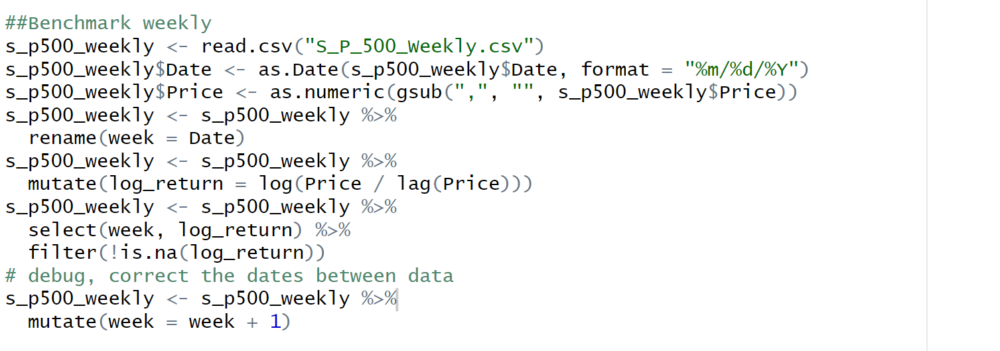 ##Benchmark weekly
s_p500_weekly <- read.csv("S_P_500_Weekly.csv")
s_p500_weekly$Date <- as.Date(s_p500_weekly$Date, format = "%m/%d/%Y")
s_p500_weekly$Price <- as.numeric(gsub(",", "", s_p500_weekly$Price))
s_p500_weekly <- s_p500_weekly %>%
  rename(week = Date)
s_p500_weekly <- s_p500_weekly %>%
  mutate(log_return = log(Price / lag(Price)))
s_p500_weekly <- s_p500_weekly %>%
  select(week, log_return) %>%
  filter(!is.na(log_return))
# debug, correct the dates between data
s_p500_weekly <- s_p500_weekly %>%
  mutate(week = week + 1)